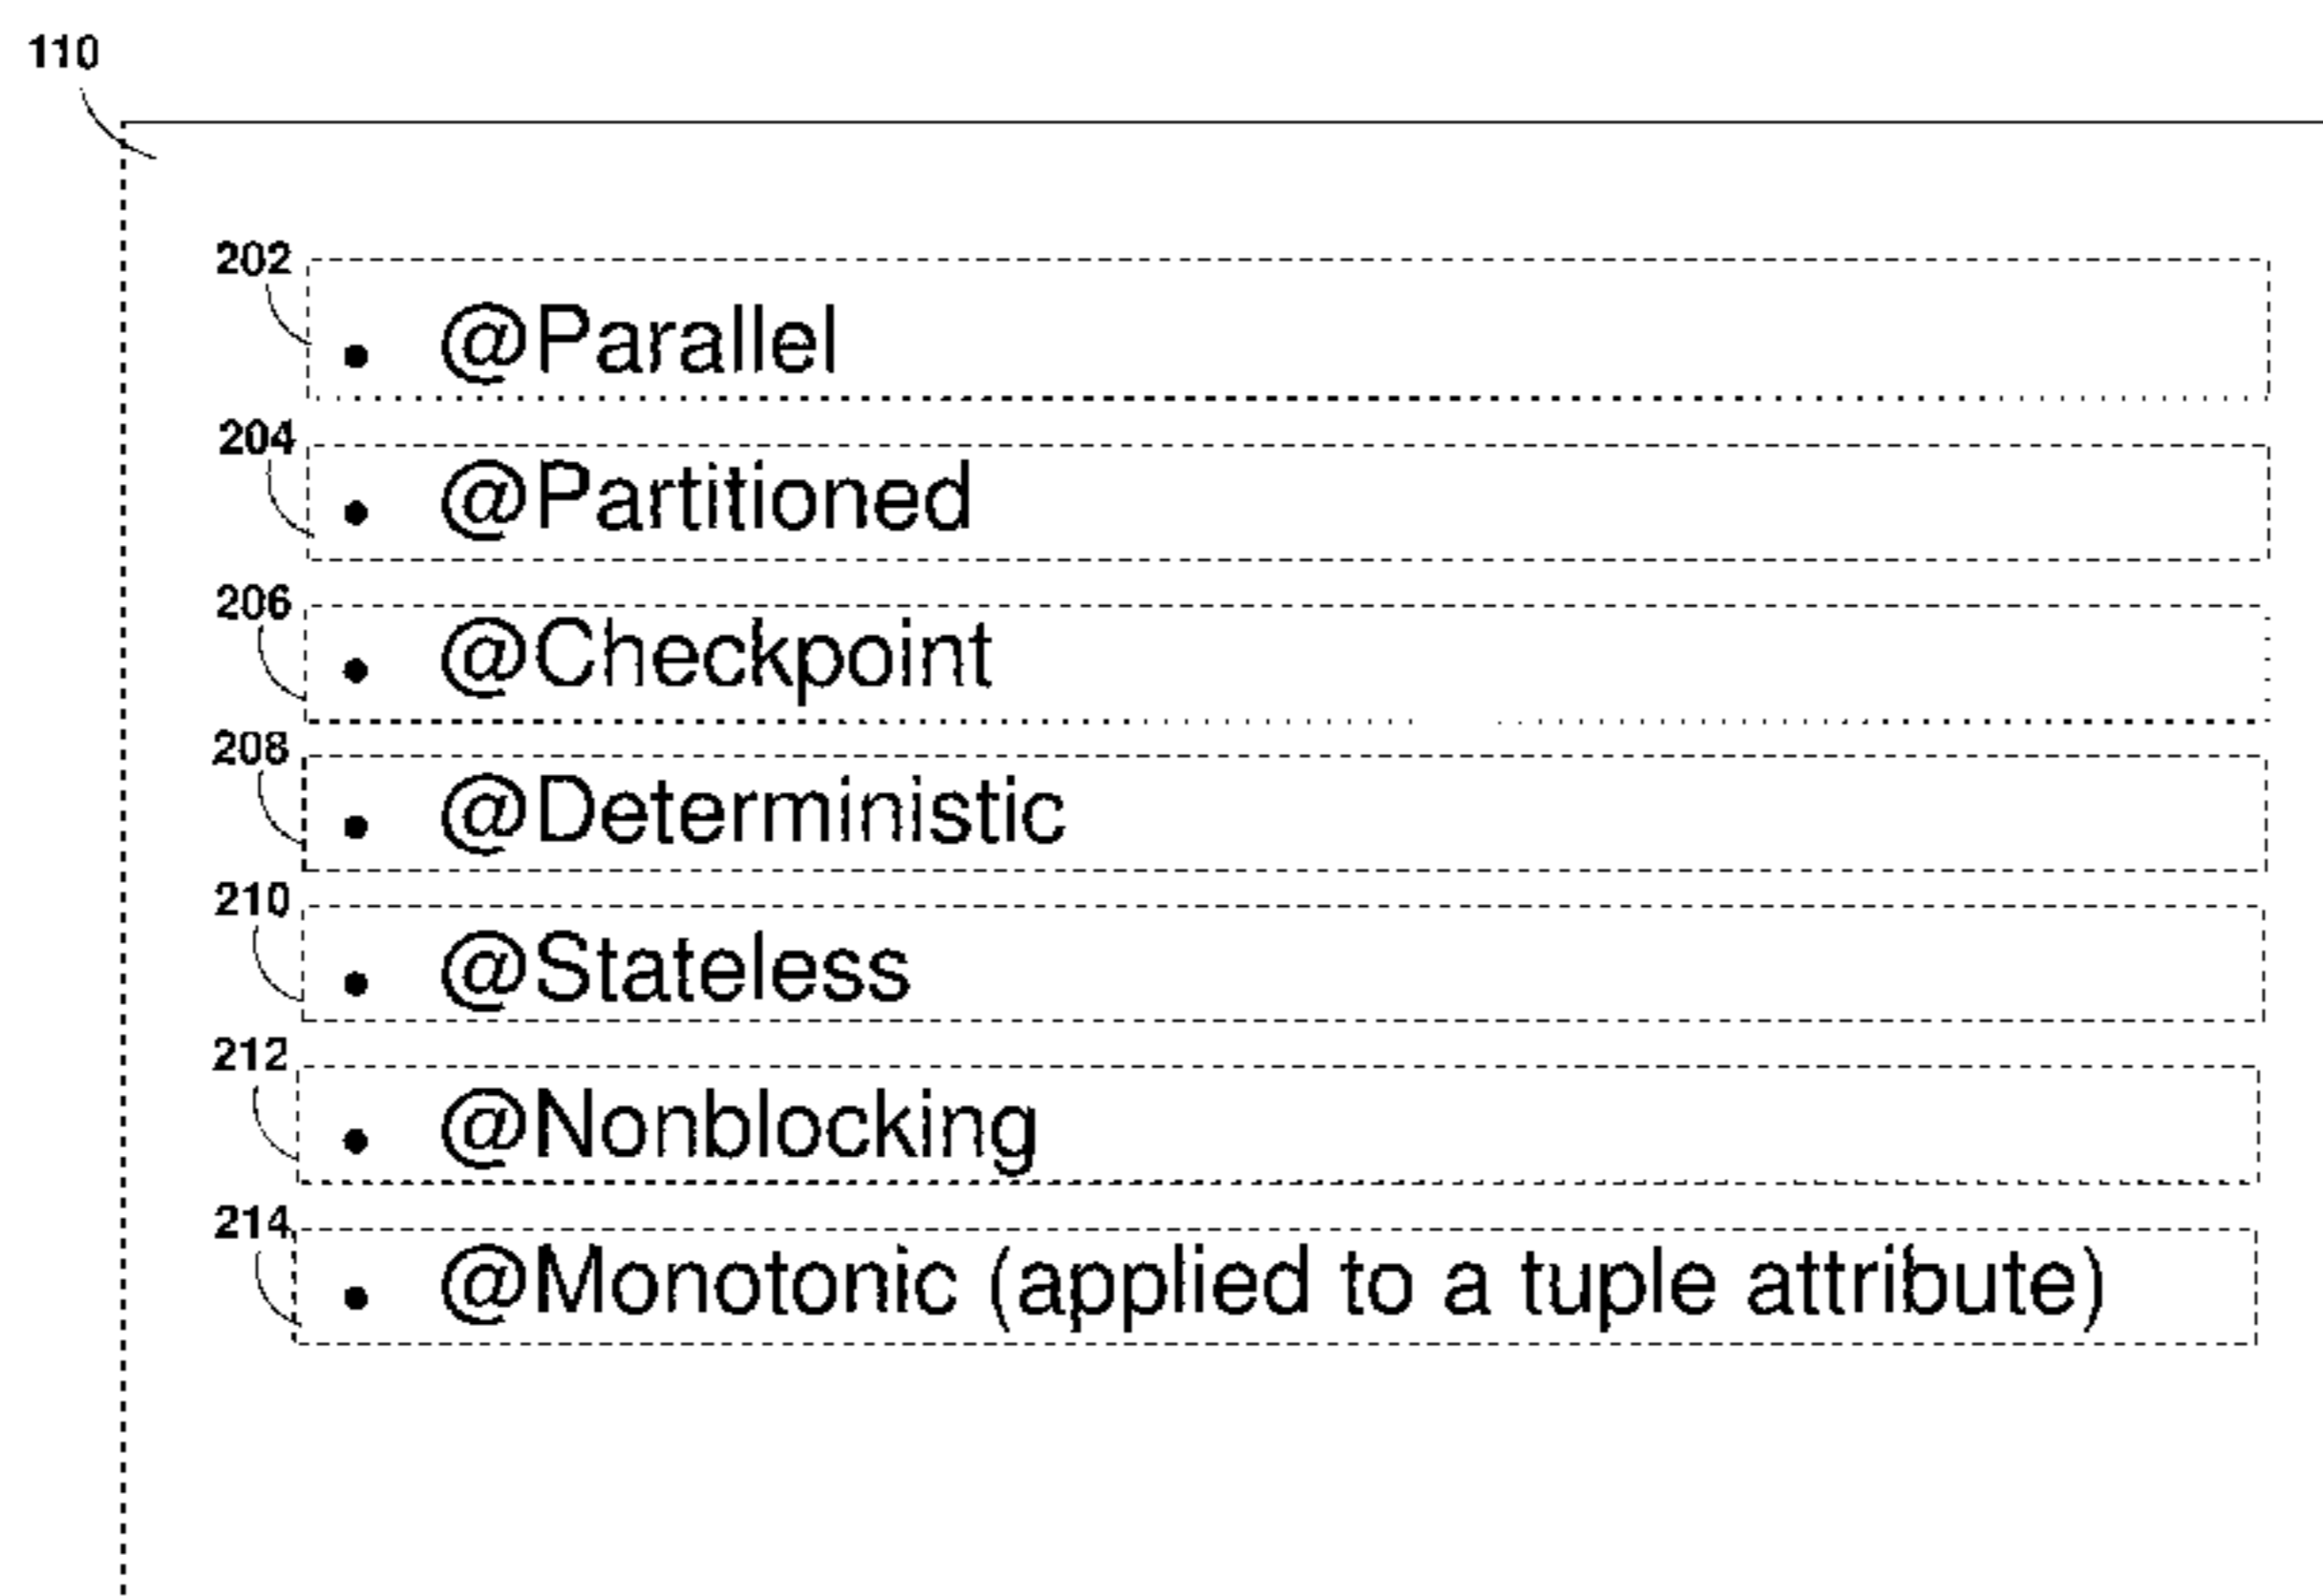 110
202
• @Parallel
204
• @Partitioned
206
• @Checkpoint
208
• @Deterministic
210
• @Stateless
212
• @Nonblocking
214
• @Monotonic (applied to a tuple attribute)